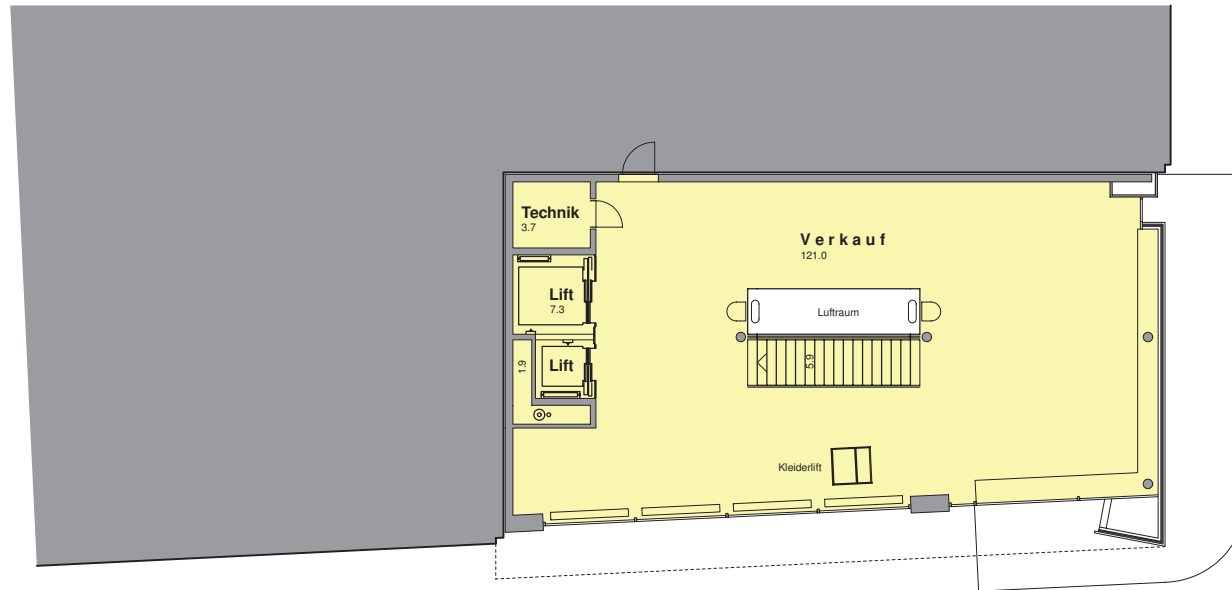 Technik
3.7
Verkauf
121.0
Lift
7.3
Luftraum
1.9
Lift
5.9
Kleiderlift